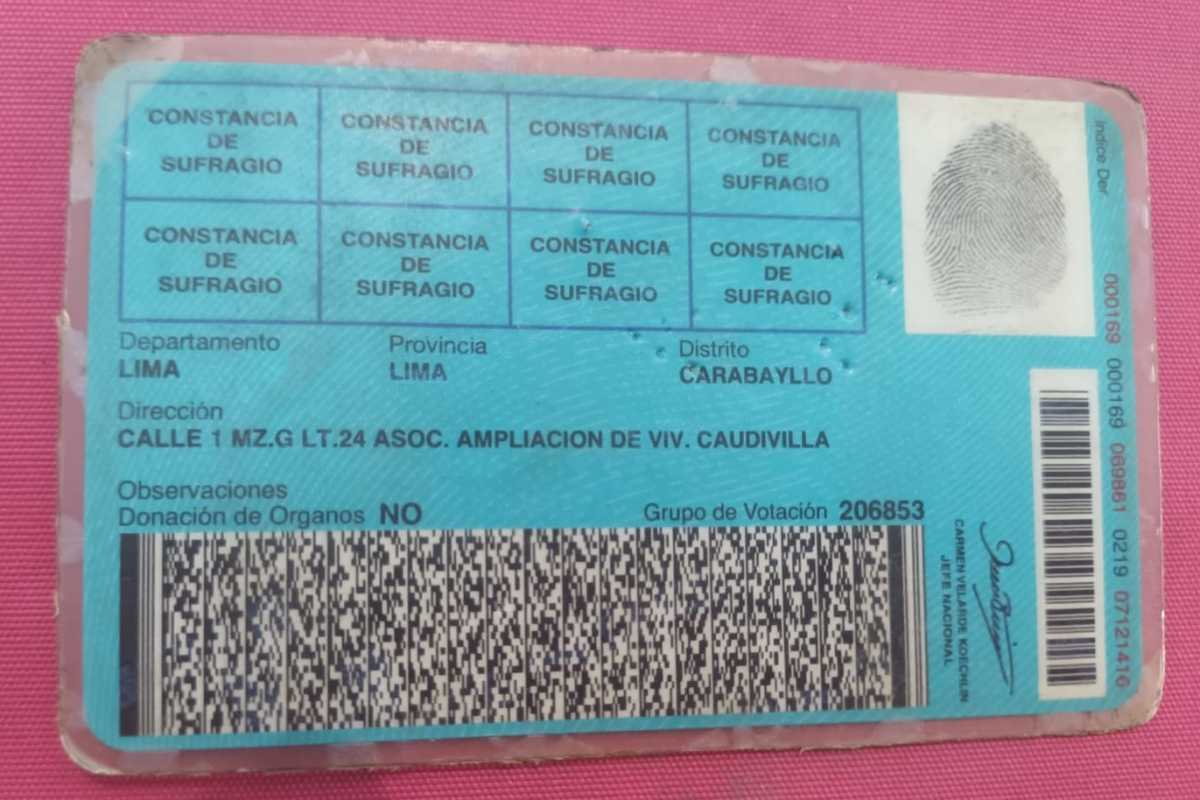 CONSTANCIA
DE
SUFRAGIO
CONSTANCIA
DE
SUFRAGIO
CONSTANCIA
DE
SUFRAGIO
CONSTANCIA
DE
SUFRAGIO
CONSTANCIA
DE
SUFRAGIO
CONSTANCIA
DE
SUFRAGIO
CONSTANCIA
DE
SUFRAGIO
CONSTANCIA
DE
SUFRAGIO
Indice Der
Departamento Provincia Distrito
LIMA LIMA CARABAYLLO
Dirección
CALLE 1 MZ.G LT.24 ASOC. AMPLIACION DE VIV. CAUDIVILLA
Observaciones
Donación de Organos NO Grupo de Votación 206853
CARMEN VELARDE KOECHLIN
JEFE NACIONAL
000169 000169 069861 0219 07121416